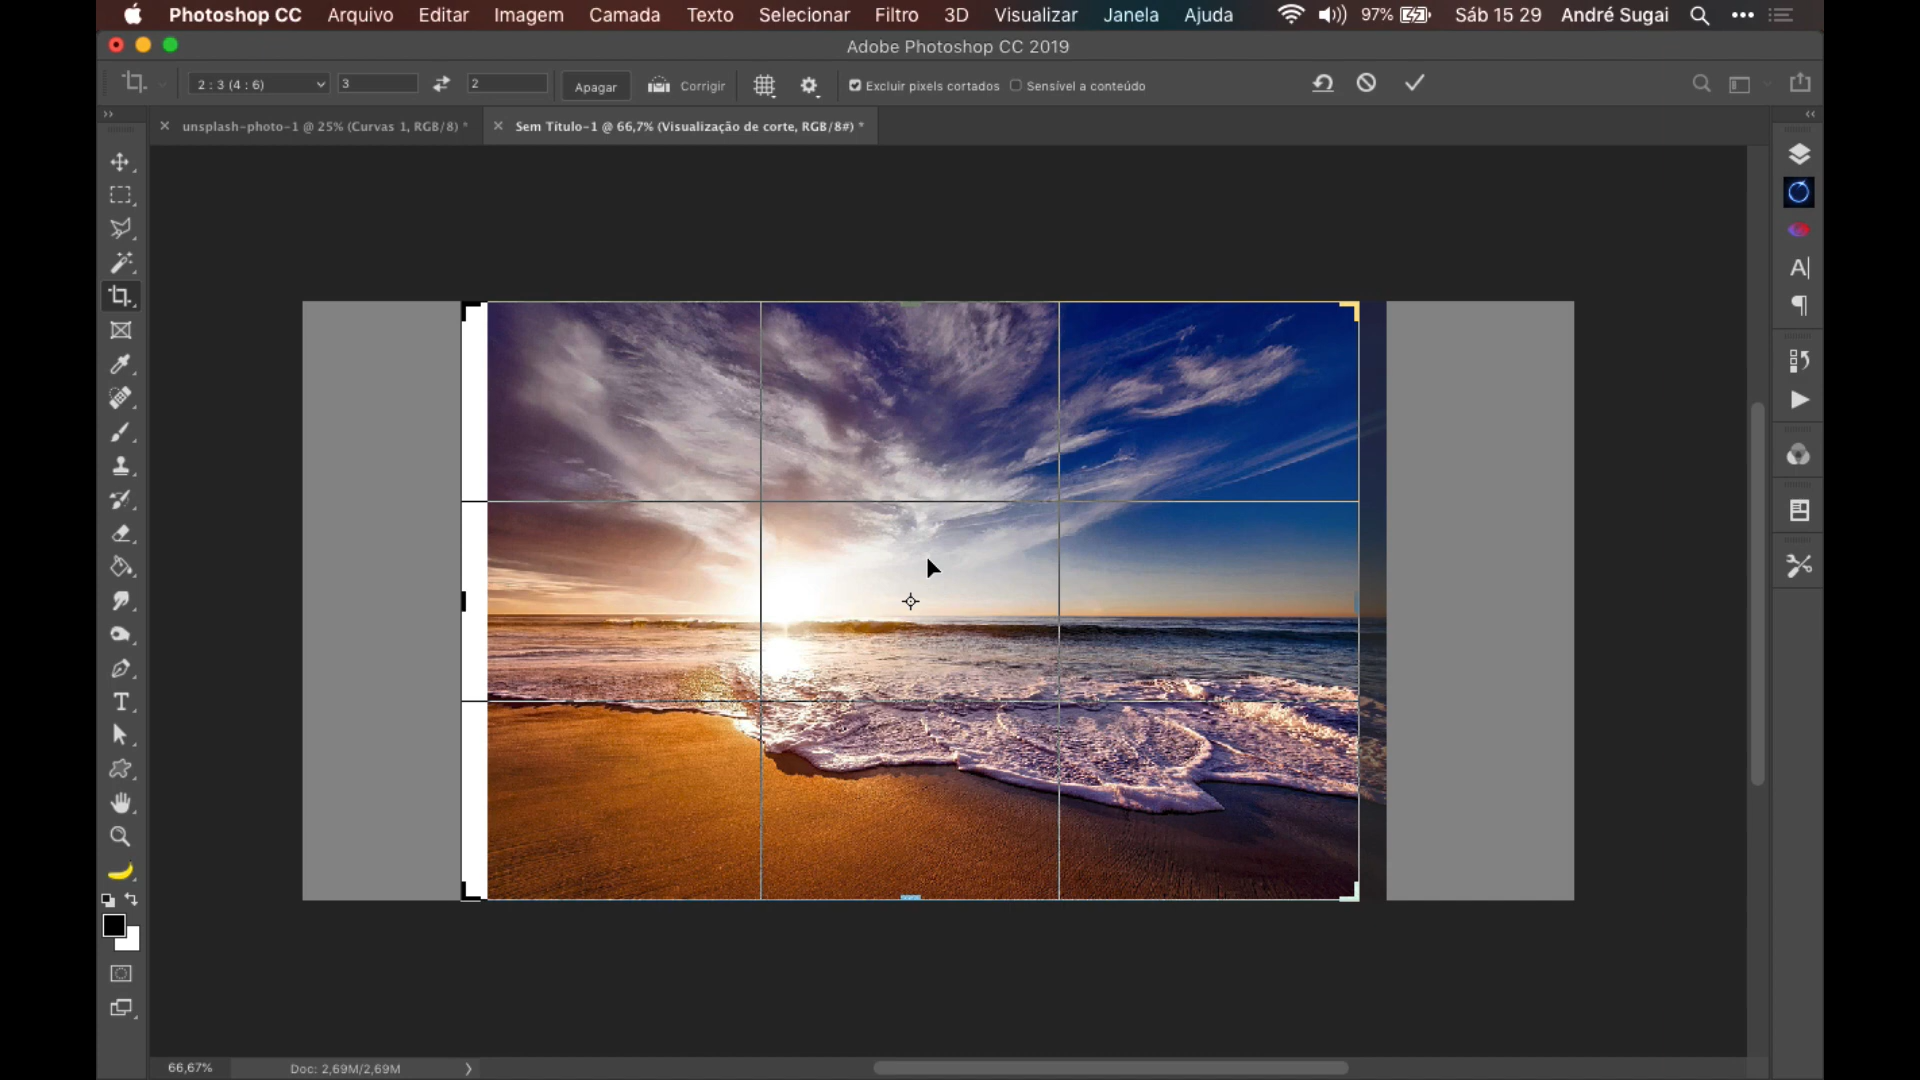 Photoshop CC Arquivo Editar Imagem Camada Texto Selecionar Filtro 3D Visualizar Janela Ajuda 97% Sáb 15 29 André Sugai
Adobe Photoshop CC 2019
2 : 3 (4 : 6) 3 2 Apagar Corrigir Excluir pixels cortados Sensível a conteúdo
unsplash-photo-1 @ 25% (Curvas 1, RGB/8) * Sem Título-1 @ 66,7% (Visualização de corte, RGB/8#) *
66,67% Doc: 2,69M/2,69M